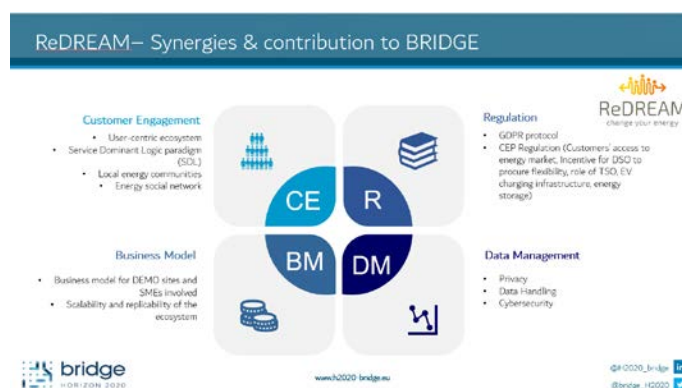 ReDREAM– Synergies & contribution to BRIDGE
ReDREAM
change your energy
Customer Engagement
• User-centric ecosystem
• Service Dominant Logic paradigm
(SDL)
• Local energy communities
• Energy social network
Regulation
• GDPR protocol
• CEP Regulation (Customers' access to
energy market, Incentive for DSO to
procure flexibility, role of TSO, EV
charging infrastructure, energy
storage)
CE
R
BM
DM
Business Model
• Business model for DEMO sites and
SMEs involved
• Scalability and replicability of the
ecosystem
Data Management
• Privacy
• Data Handling
• Cybersecurity
bridge
HORIZON 2020
www.h2020-bridge.eu
@H2020_bridge
in
@bridge_H2020